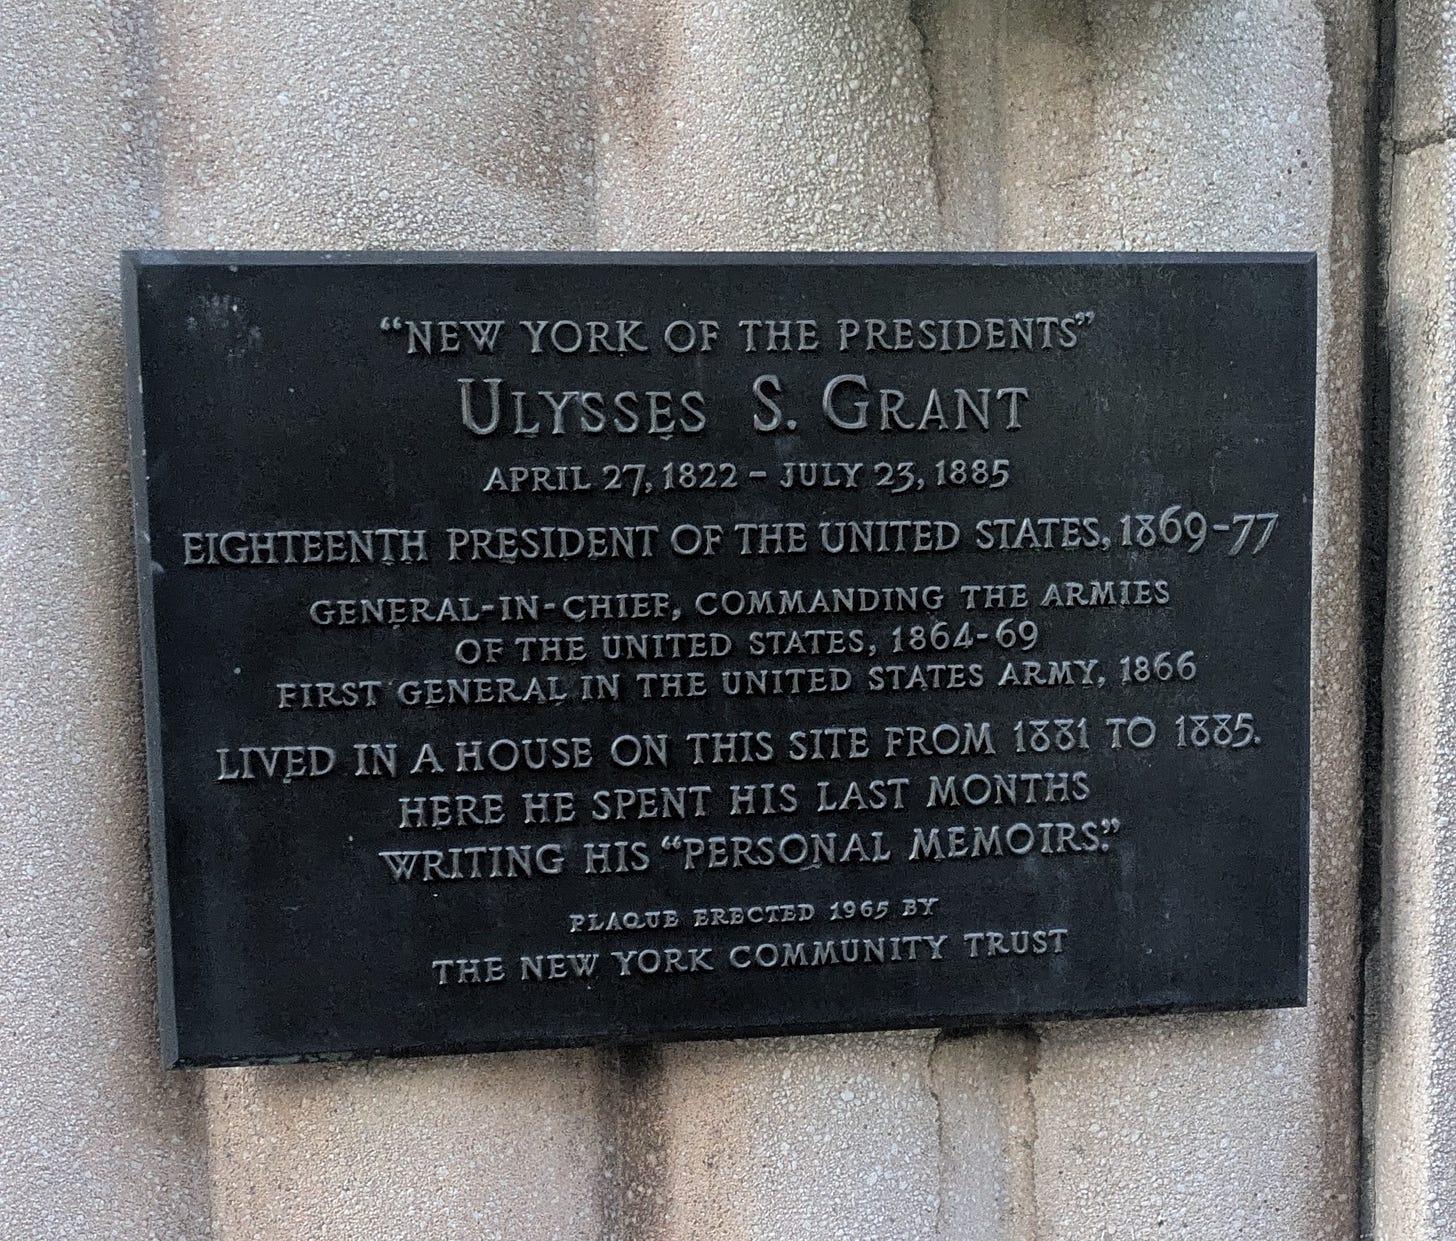 “NEW YORK OF THE PRESIDENTS”
ULYSSES S. GRANT
APRIL 27, 1822 – JULY 23, 1885
EIGHTEENTH PRESIDENT OF THE UNITED STATES, 1869-77
GENERAL-IN-CHIEF, COMMANDING THE ARMIES
OF THE UNITED STATES, 1864-69
FIRST GENERAL IN THE UNITED STATES ARMY, 1866
LIVED IN A HOUSE ON THIS SITE FROM 1881 TO 1885.
HERE HE SPENT HIS LAST MONTHS
WRITING HIS “PERSONAL MEMOIRS.”
PLAQUE ERECTED 1965 BY
THE NEW YORK COMMUNITY TRUST